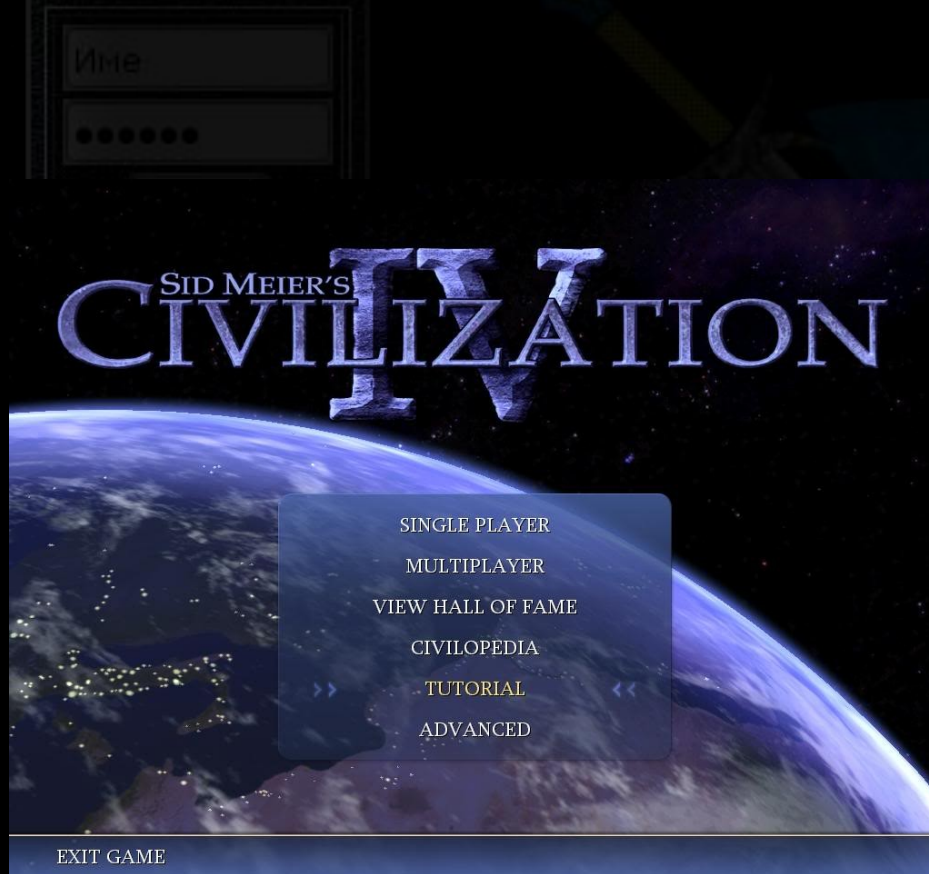 Име
●●●●●●
SID MEIER'S
CIVILIZATION
IV
SINGLE PLAYER
MULTIPLAYER
VIEW HALL OF FAME
CIVILOPEDIA
>> TUTORIAL <<
ADVANCED
EXIT GAME